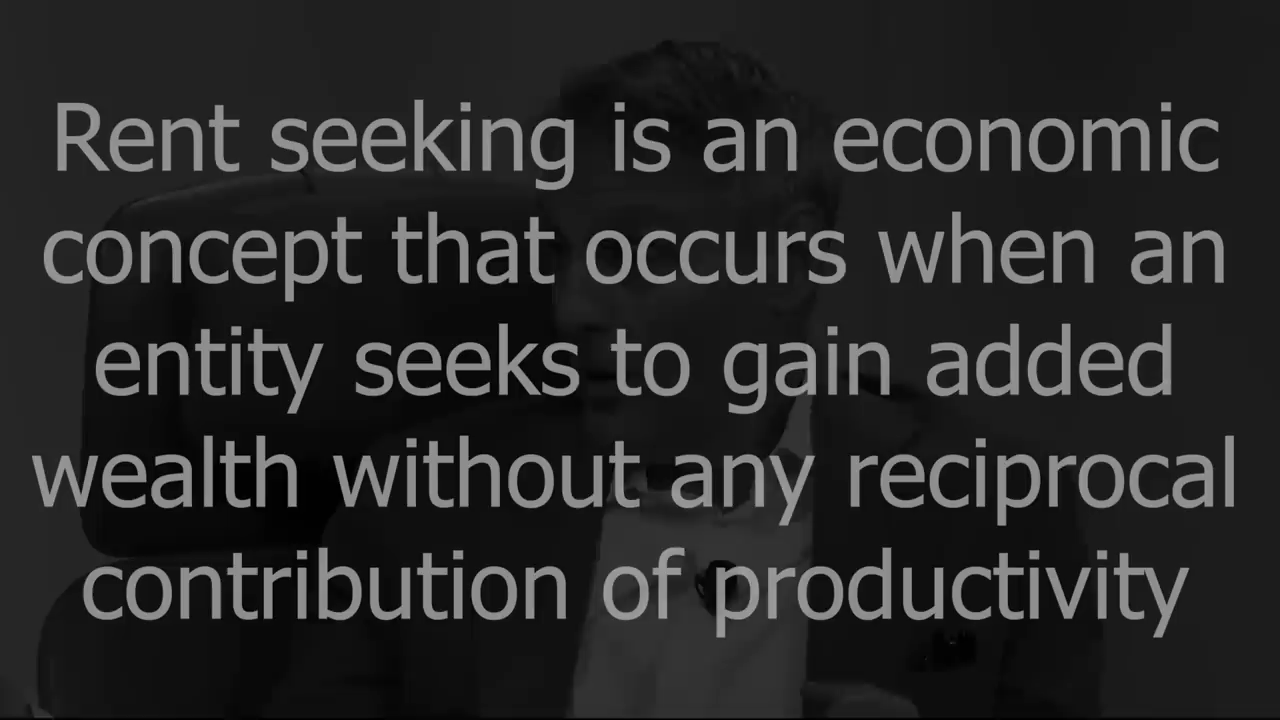 Rent seeking is an economic
concept that occurs when an
entity seeks to gain added
wealth without any reciprocal
contribution of productivity